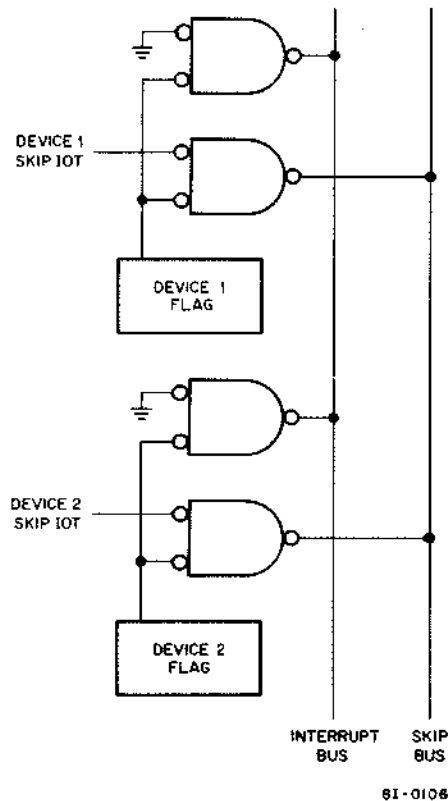 DEVICE 1
SKIP IOT
DEVICE 1
FLAG
DEVICE 2
SKIP IOT
DEVICE 2
FLAG
INTERRUPT
BUS
SKIP
BUS
8I-0106